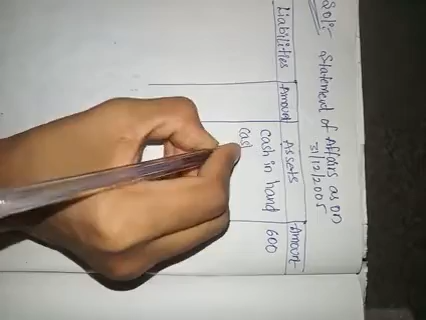 Sol:- Statement of Affairs as on
31/12/2005
Liabilities Amount Assets Amount
Cash in hand 600
Cas